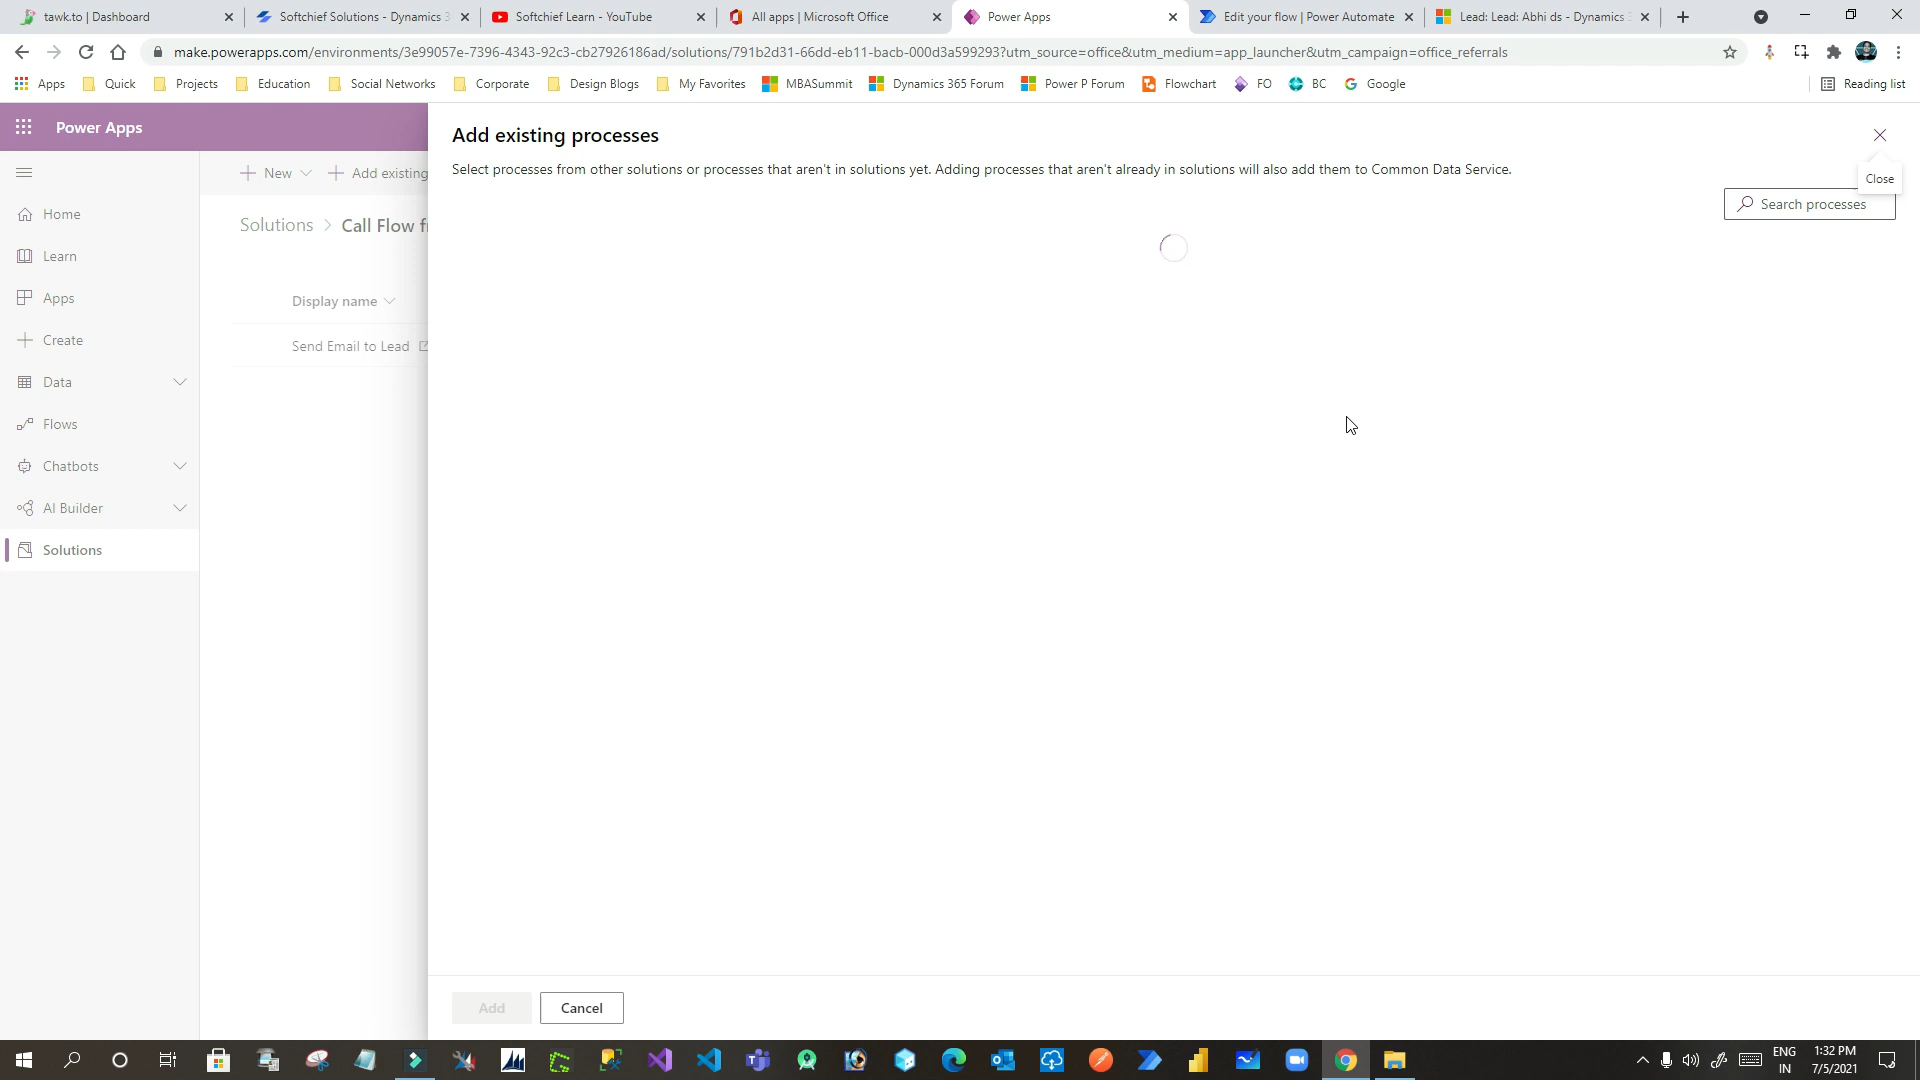 tawk.to | Dashboard
Softchief Solutions - Dynamics 3
Softchief Learn - YouTube
All apps | Microsoft Office
Power Apps
Edit your flow | Power Automate
Lead: Lead: Abhi ds - Dynamics
make.powerapps.com/environments/3e99057e-7396-4343-92c3-cb27926186ad/solutions/791b2d31-66dd-eb11-bacb-000d3a599293?utm_source=office&utm_medium=app_launcher&utm_campaign=office_referrals
Apps
Quick
Projects
Education
Social Networks
Corporate
Design Blogs
My Favorites
MBASummit
Dynamics 365 Forum
Power P Forum
Flowchart
FO
BC
Google
Reading list
Power Apps
Add existing processes
Select processes from other solutions or processes that aren't in solutions yet. Adding processes that aren't already in solutions will also add them to Common Data Service.
Close
Search processes
New
Add existing
Home
Solutions > Call Flow f
Learn
Apps
Display name
Create
Send Email to Lead
Data
Flows
Chatbots
AI Builder
Solutions
Add
Cancel
ENG
IN
1:32 PM
7/5/2021